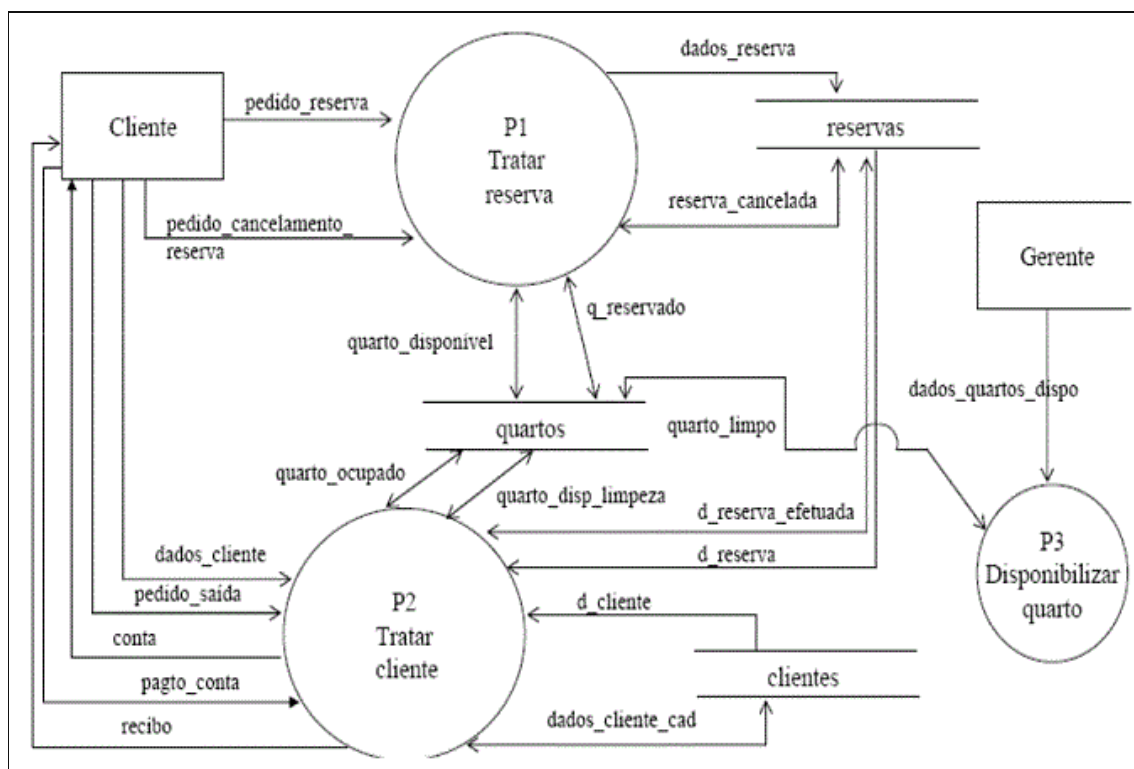 dados_reserva
pedido_reserva
Cliente
P1
Tratar
reserva
reservas
reserva_cancelada
pedido_cancelamento_
reserva
Gerente
q_reservado
quarto_disponível
dados_quartos_dispo
quartos
quarto_limpo
quarto_ocupado
quarto_disp_limpeza
d_reserva_efetuada
dados_cliente
d_reserva
P3
Disponibilizar
quarto
pedido_saída
P2
Tratar
cliente
d_cliente
conta
clientes
pagto_conta
dados_cliente_cad
recibo